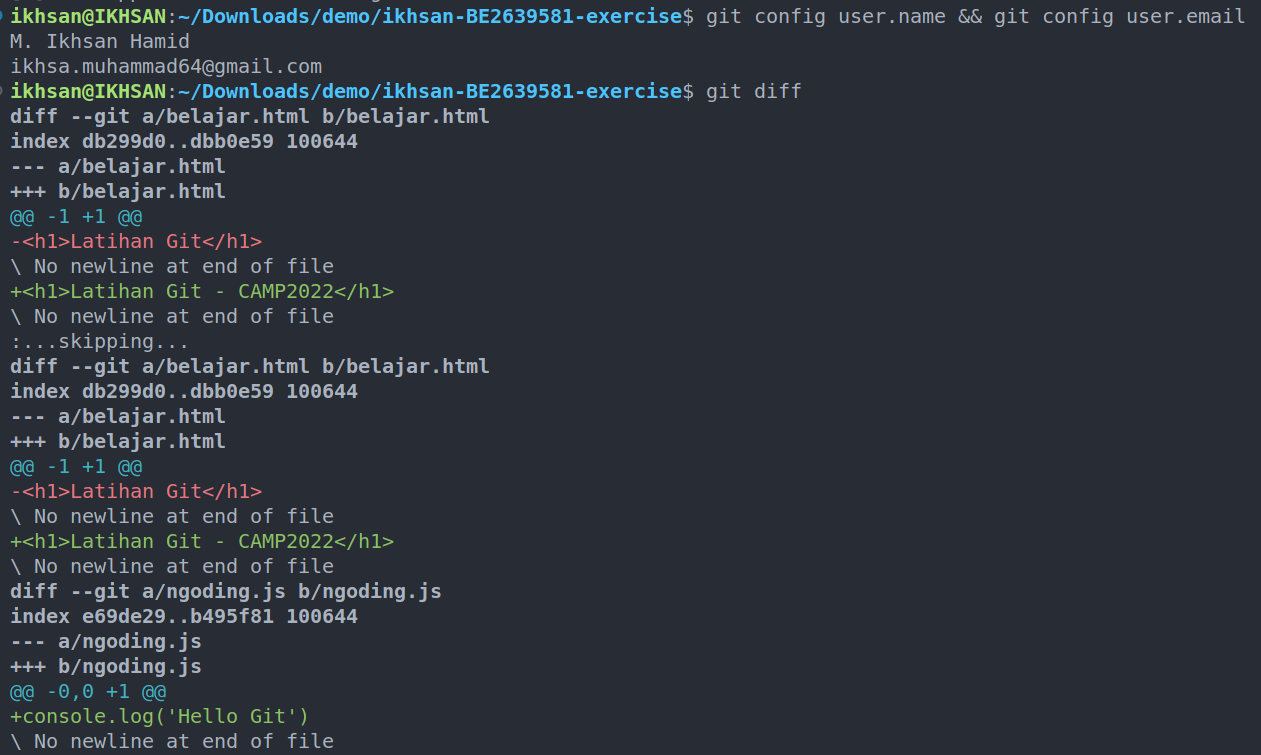 ikhsan@IKHSAN:~/Downloads/demo/ikhsan-BE2639581-exercise$ git config user.name && git config user.email
M. Ikhsan Hamid
ikhsa.muhammad64@gmail.com
ikhsan@IKHSAN:~/Downloads/demo/ikhsan-BE2639581-exercise$ git diff
diff --git a/belajar.html b/belajar.html
index db299d0..dbb0e59 100644
--- a/belajar.html
+++ b/belajar.html
@@ -1 +1 @@
-<h1>Latihan Git</h1>
\ No newline at end of file
+<h1>Latihan Git - CAMP2022</h1>
\ No newline at end of file
:...skipping...
diff --git a/belajar.html b/belajar.html
index db299d0..dbb0e59 100644
--- a/belajar.html
+++ b/belajar.html
@@ -1 +1 @@
-<h1>Latihan Git</h1>
\ No newline at end of file
+<h1>Latihan Git - CAMP2022</h1>
\ No newline at end of file
diff --git a/ngoding.js b/ngoding.js
index e69de29..b495f81 100644
--- a/ngoding.js
+++ b/ngoding.js
@@ -0,0 +1 @@
+console.log('Hello Git')
\ No newline at end of file